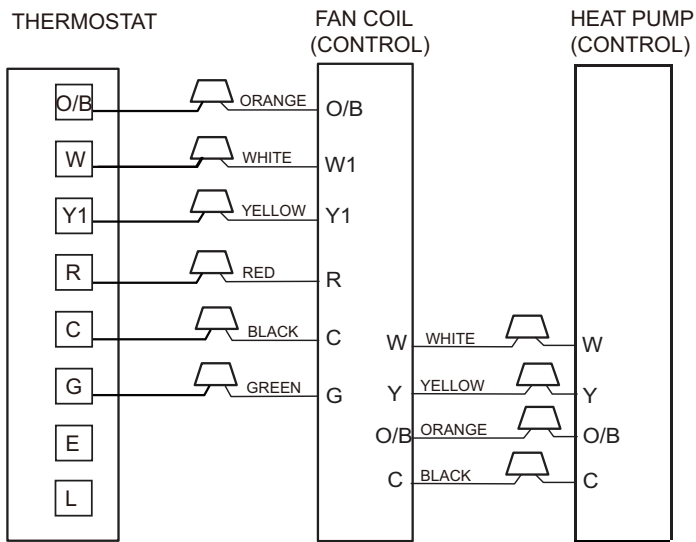 THERMOSTAT
FAN COIL
(CONTROL)
HEAT PUMP
(CONTROL)
O/B ORANGE O/B
W WHITE W1
Y1 YELLOW Y1
R RED R
C BLACK C
W WHITE W
G GREEN G
Y YELLOW Y
E
O/B ORANGE O/B
L
C BLACK C